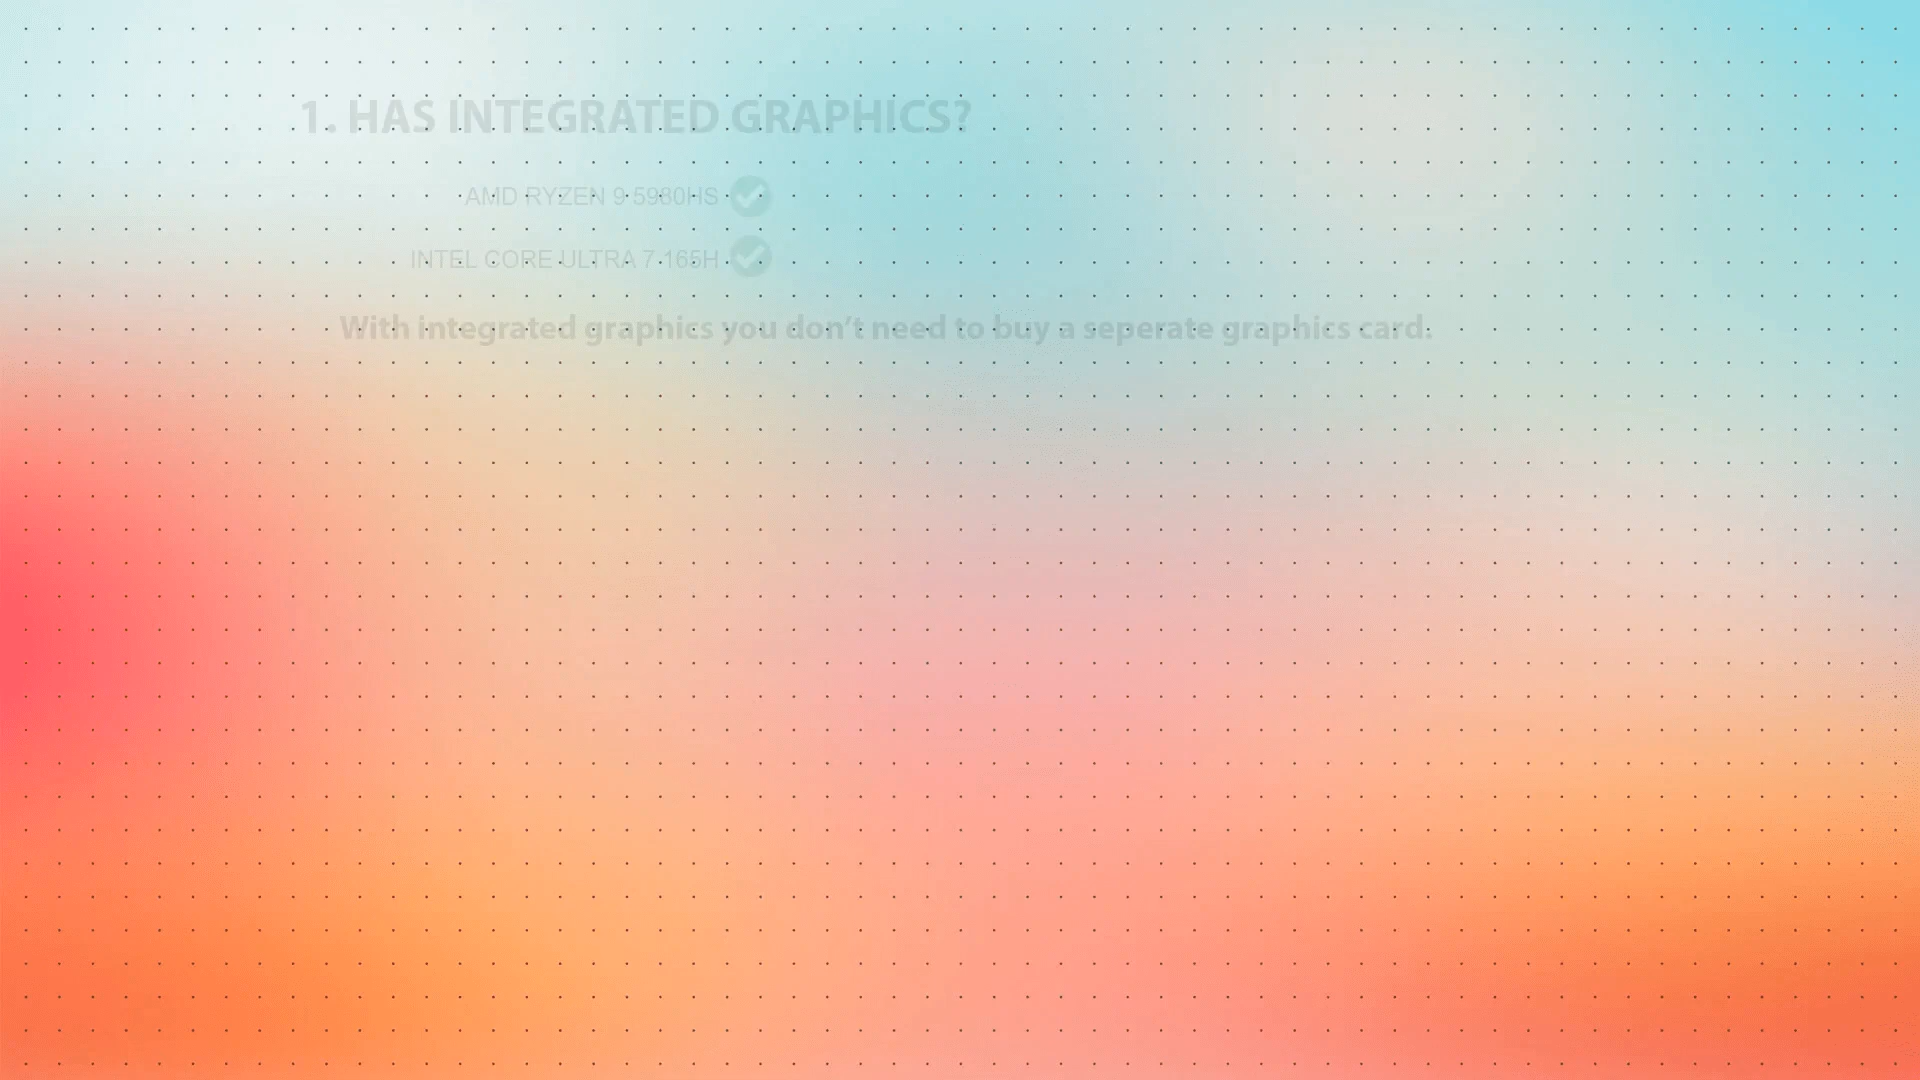 1. HAS INTEGRATED GRAPHICS?
AMD RYZEN 9 5980HS
INTEL CORE ULTRA 7 165H
With integrated graphics you don’t need to buy a seperate graphics card.